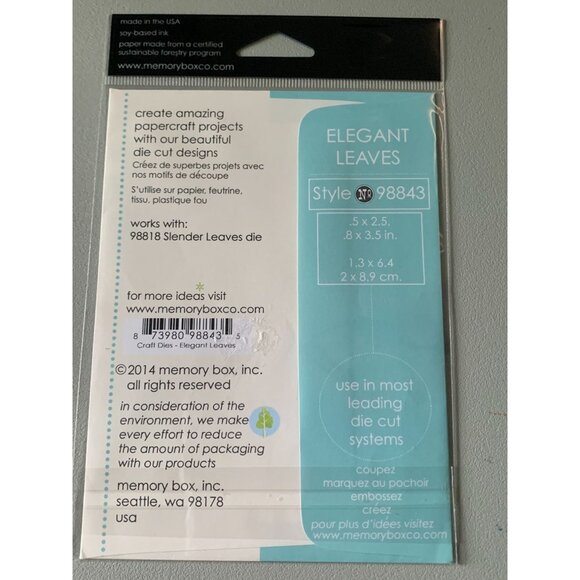 made in the USA
soy-based ink
paper made from a certified
sustainable forestry program
www.memoryboxco.com
create amazing
papercraft projects
with our beautiful
die cut designs
Créez de superbes projets avec
nos motifs de découpe
S'utilise sur papier, feutrine,
tissu, plastique fou
works with:
98818 Slender Leaves die
for more ideas visit
www.memoryboxco.com
8 73980 98843 5
Craft Dies - Elegant Leaves
©2014 memory box, inc.
all rights reserved
in consideration of the
environment, we make
every effort to reduce
the amount of packaging
with our products
memory box, inc.
seattle, wa 98178
usa
ELEGANT
LEAVES
Style No 98843
.5 x 2.5,
.8 x 3.5 in.
1.3 x 6.4
2 x 8.9 cm.
use in most
leading
die cut
systems
coupez
marquez au pochoir
embossez
créez
pour plus d'idées visitez
www.memoryboxco.com